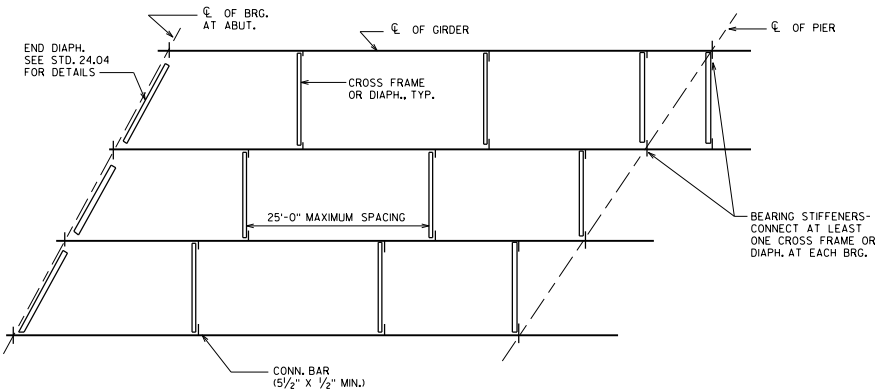 ℄ OF BRG.
AT ABUT.
℄ OF GIRDER
℄ OF PIER
END DIAPH.
SEE STD. 24.04
FOR DETAILS
CROSS FRAME
OR DIAPH., TYP.
25'-0" MAXIMUM SPACING
BEARING STIFFENERS-
CONNECT AT LEAST
ONE CROSS FRAME OR
DIAPH. AT EACH BRG.
CONN. BAR
(5½" X ½" MIN.)